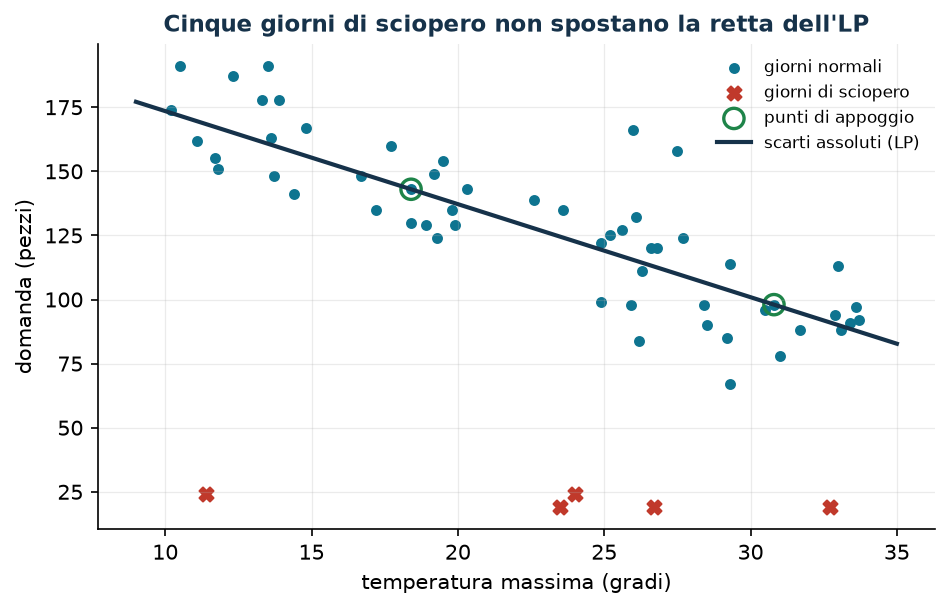 Cinque giorni di sciopero non spostano la retta dell'LP
giorni normali
giorni di sciopero
punti di appoggio
scarti assoluti (LP)
domanda (pezzi)
175
150
125
100
75
50
25
10 15 20 25 30 35
temperatura massima (gradi)